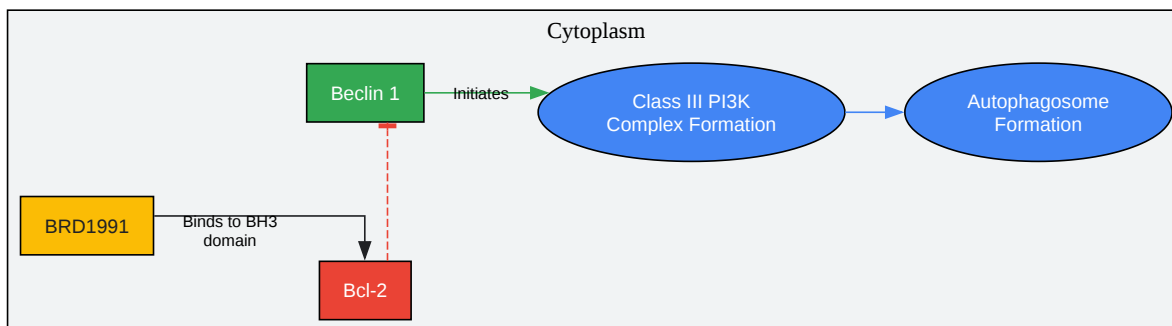 Cytoplasm
Beclin 1
Initiates
Class III PI3K
Complex Formation
Autophagosome
Formation
BRD1991
Binds to BH3
domain
Bcl-2